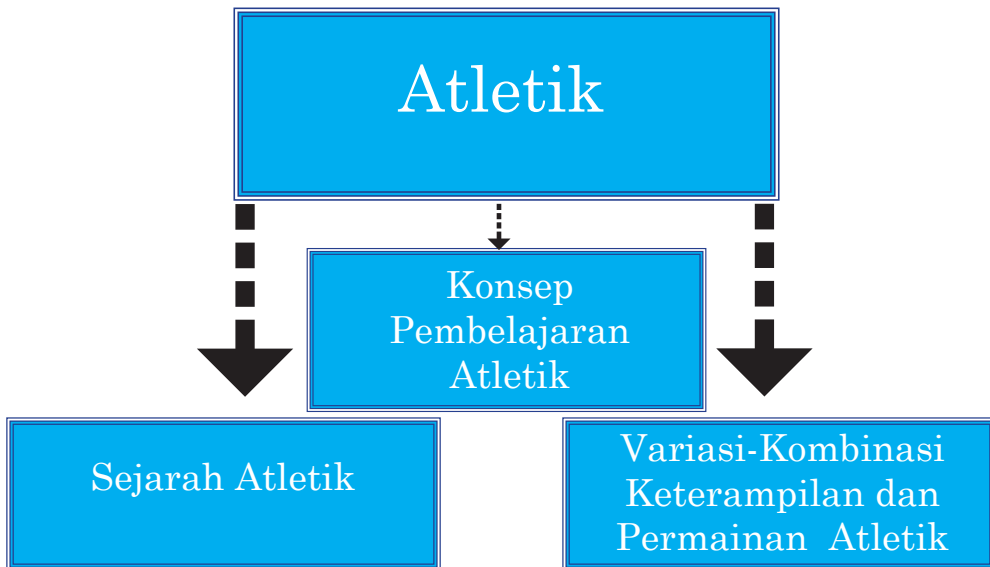 Atletik
Konsep
Pembelajaran
Atletik
Sejarah Atletik
Variasi-Kombinasi
Keterampilan dan
Permainan Atletik